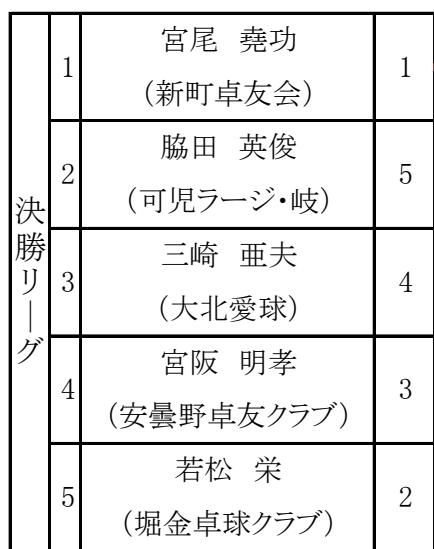 決勝リーグ
1
宮尾　堯功
(新町卓友会)
1
2
脇田　英俊
(可児ラージ・岐)
5
3
三崎　亜夫
(大北愛球)
4
4
宮阪　明孝
(安曇野卓友クラブ)
3
5
若松　栄
(堀金卓球クラブ)
2